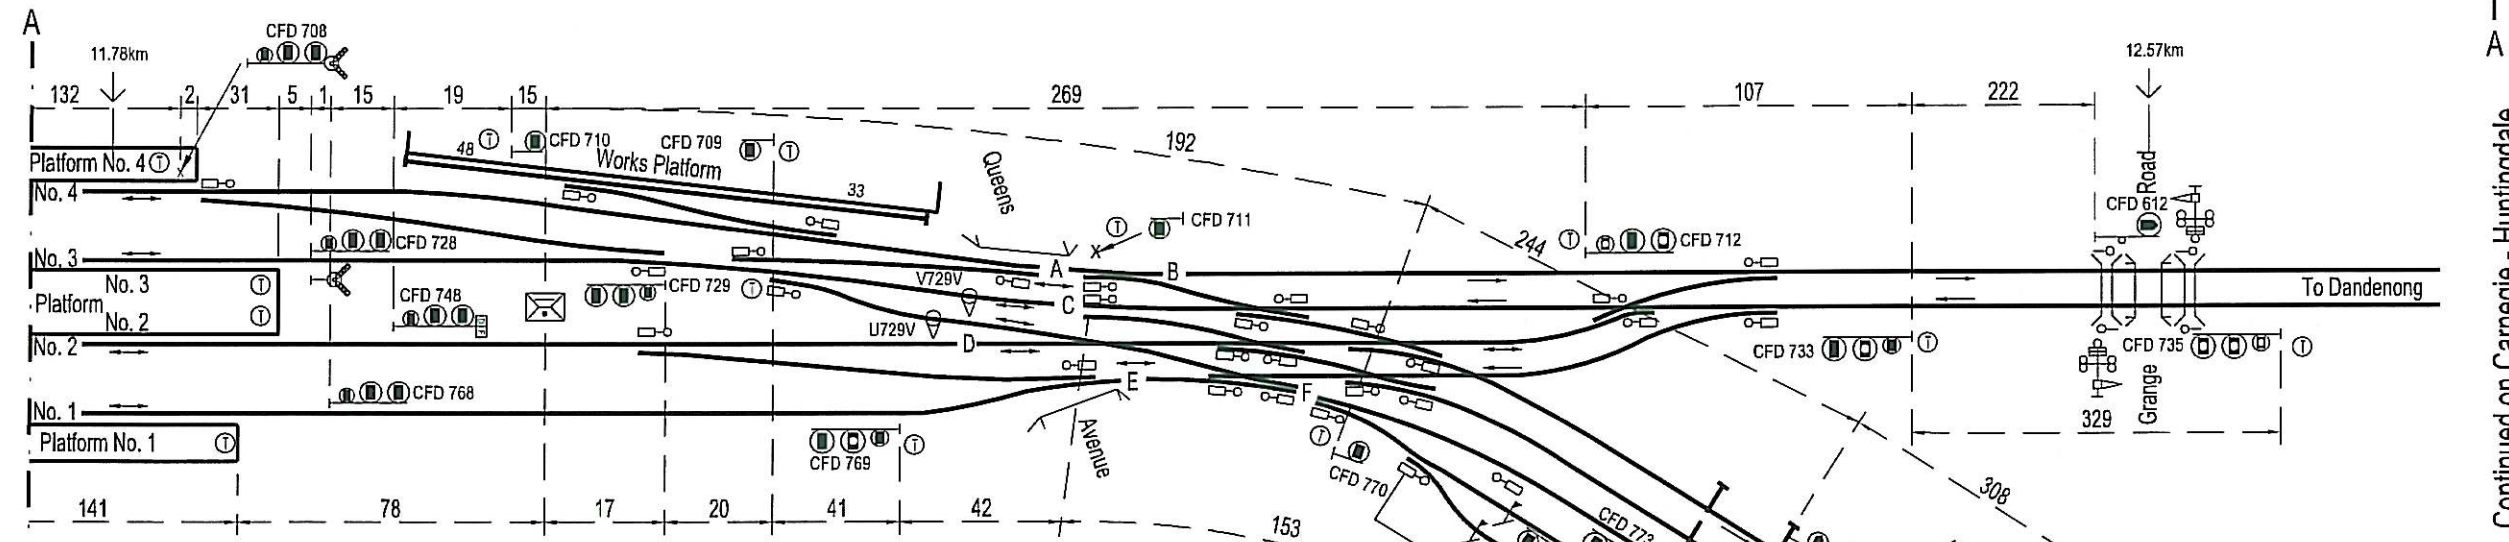 A
11.78km
CFD 708
12.57km
A
132
2
31
5
1
15
19
15
269
107
222
192
Platform No. 4 T
x
48
T
CFD 710
CFD 709
T
Works Platform
33
Queens
No. 4
T
CFD 711
x
244
T
CFD 712
CFD 612
Road
CFD 728
No. 3
No. 3
T
Platform
No. 2
T
CFD 748
CFD 729
T
V729V
U729V
A
B
C
D
E
F
To Dandenong
No. 2
CFD 733
T
CFD 735
T
Grange
329
CFD 768
No. 1
Platform No. 1
T
CFD 769
T
Avenue
T
CFD 770
CFD 773
308
141
78
17
20
41
42
153
Continued on Carnegie - Huntingdale